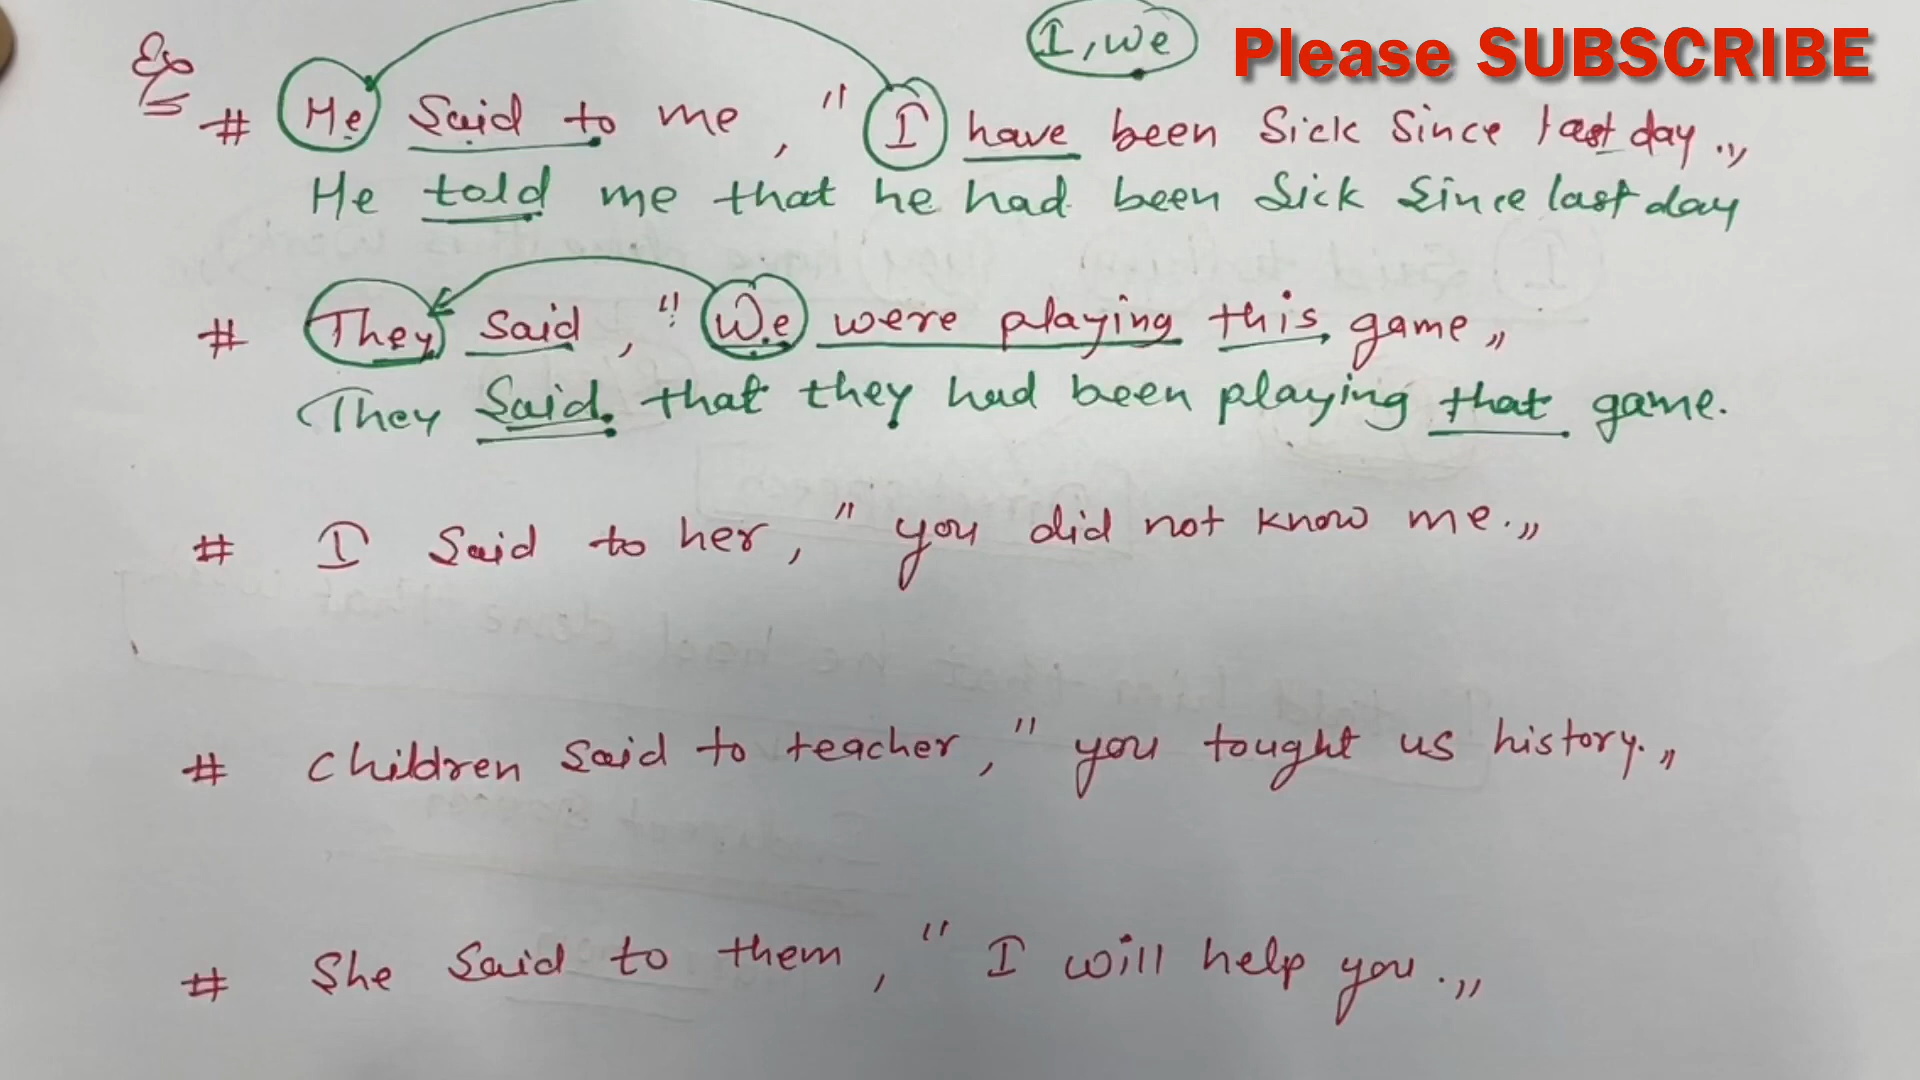 I, we
Please SUBSCRIBE
Exs
# He Said to me, "I have been Sick Since last day.,,
He told me that he had been Sick Since last day
# They Said, "We were playing this game,,
They Said that they had been playing that game.
# I Said to her, "you did not know me.,,
# children Said to teacher, "you tought us history.,,
# She Said to them, "I will help you.,,